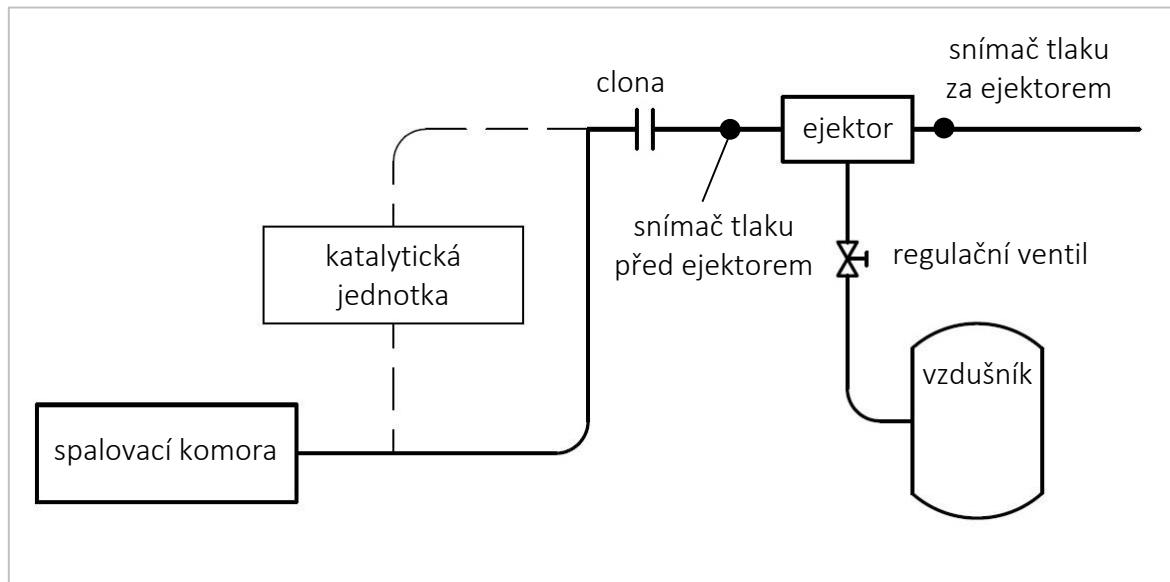 snímač tlaku
za ejektorem
clona
ejektor
snímač tlaku
před ejektorem
regulační ventil
katalytická
jednotka
vzdušník
spalovací komora